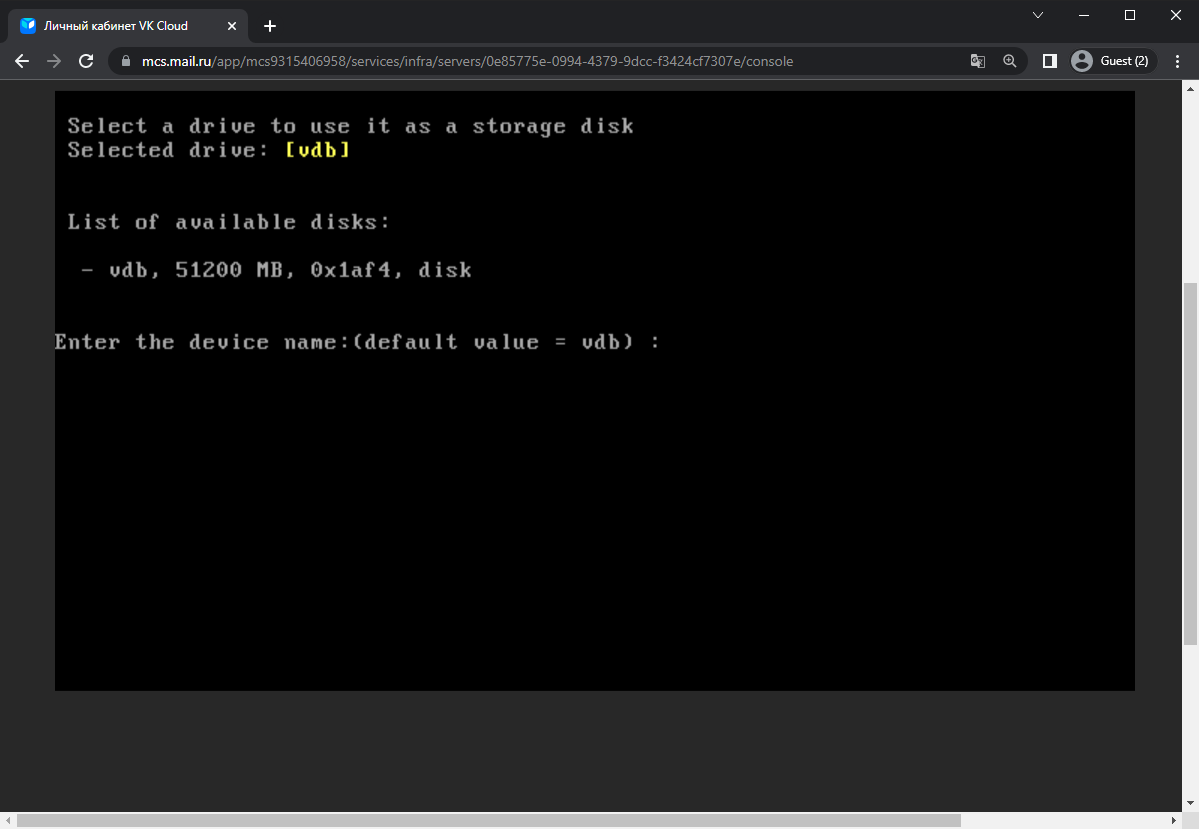 Личный кабинет VK Cloud
mcs.mail.ru/app/mcs9315406958/services/infra/servers/0e85775e-0994-4379-9dcc-f3424cf7307e/console
Guest (2)
Select a drive to use it as a storage disk
Selected drive: [vdb]
List of available disks:
- vdb, 51200 MB, 0x1af4, disk
Enter the device name:(default value = vdb) :